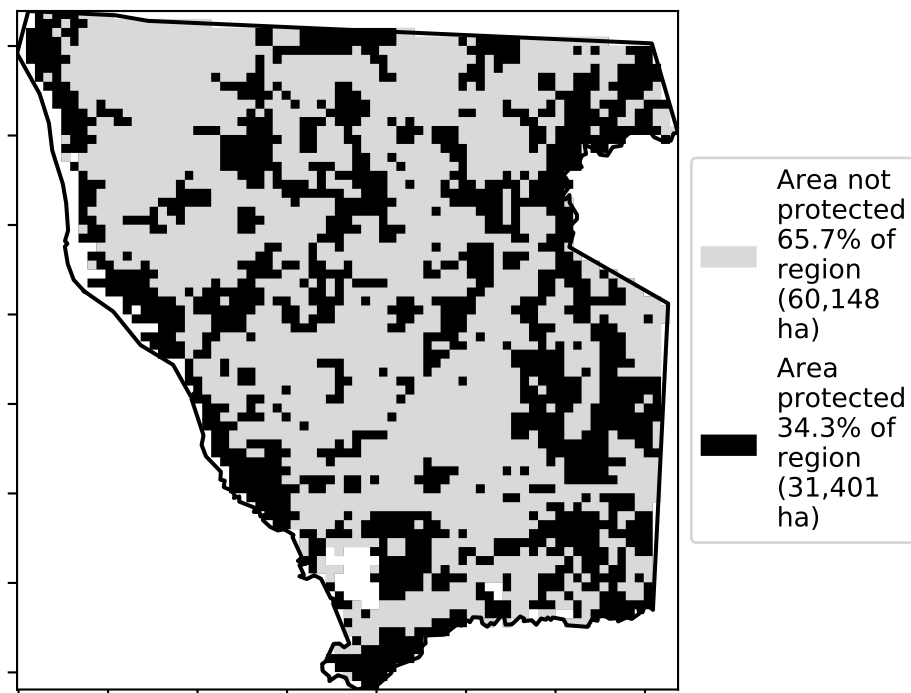 Area not
protected
65.7% of
region
(60,148
ha)
Area
protected
34.3% of
region
(31,401
ha)